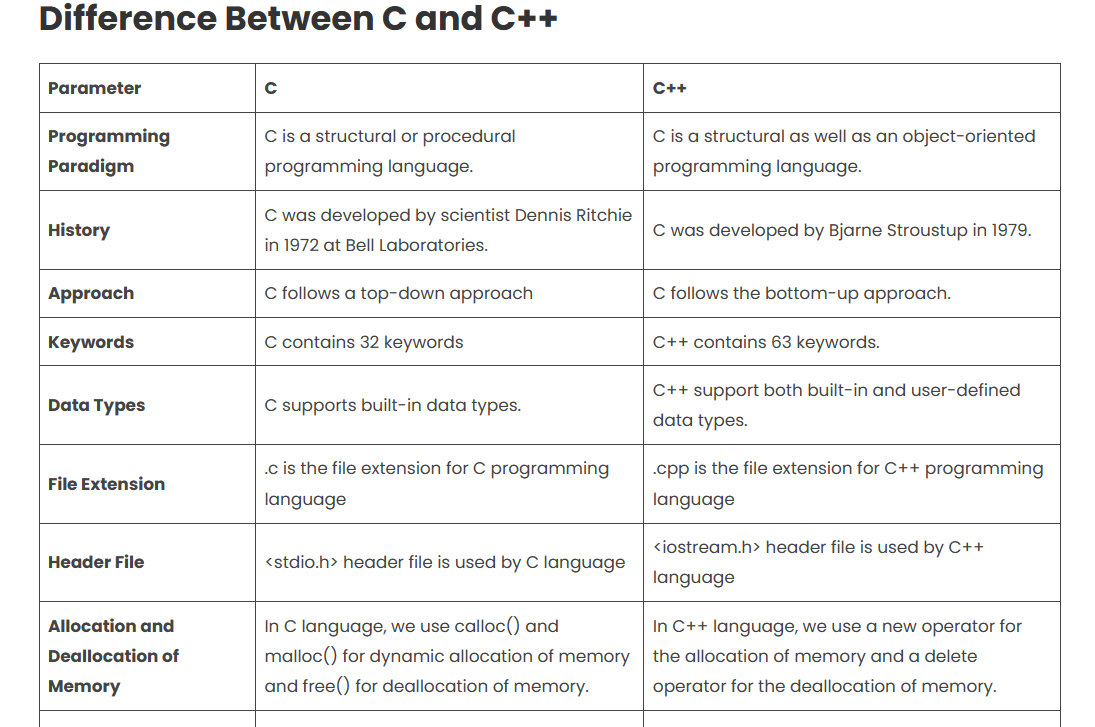 Difference Between C and C++
Parameter
C
C++
Programming
Paradigm
C is a structural or procedural
programming language.
C is a structural as well as an object-oriented
programming language.
History
C was developed by scientist Dennis Ritchie
in 1972 at Bell Laboratories.
C was developed by Bjarne Stroustup in 1979.
Approach
C follows a top-down approach
C follows the bottom-up approach.
Keywords
C contains 32 keywords
C++ contains 63 keywords.
Data Types
C supports built-in data types.
C++ support both built-in and user-defined
data types.
File Extension
.c is the file extension for C programming
language
.cpp is the file extension for C++ programming
language
Header File
<stdio.h> header file is used by C language
<iostream.h> header file is used by C++
language
Allocation and
Deallocation of
Memory
In C language, we use calloc() and
malloc() for dynamic allocation of memory
and free() for deallocation of memory.
In C++ language, we use a new operator for
the allocation of memory and a delete
operator for the deallocation of memory.